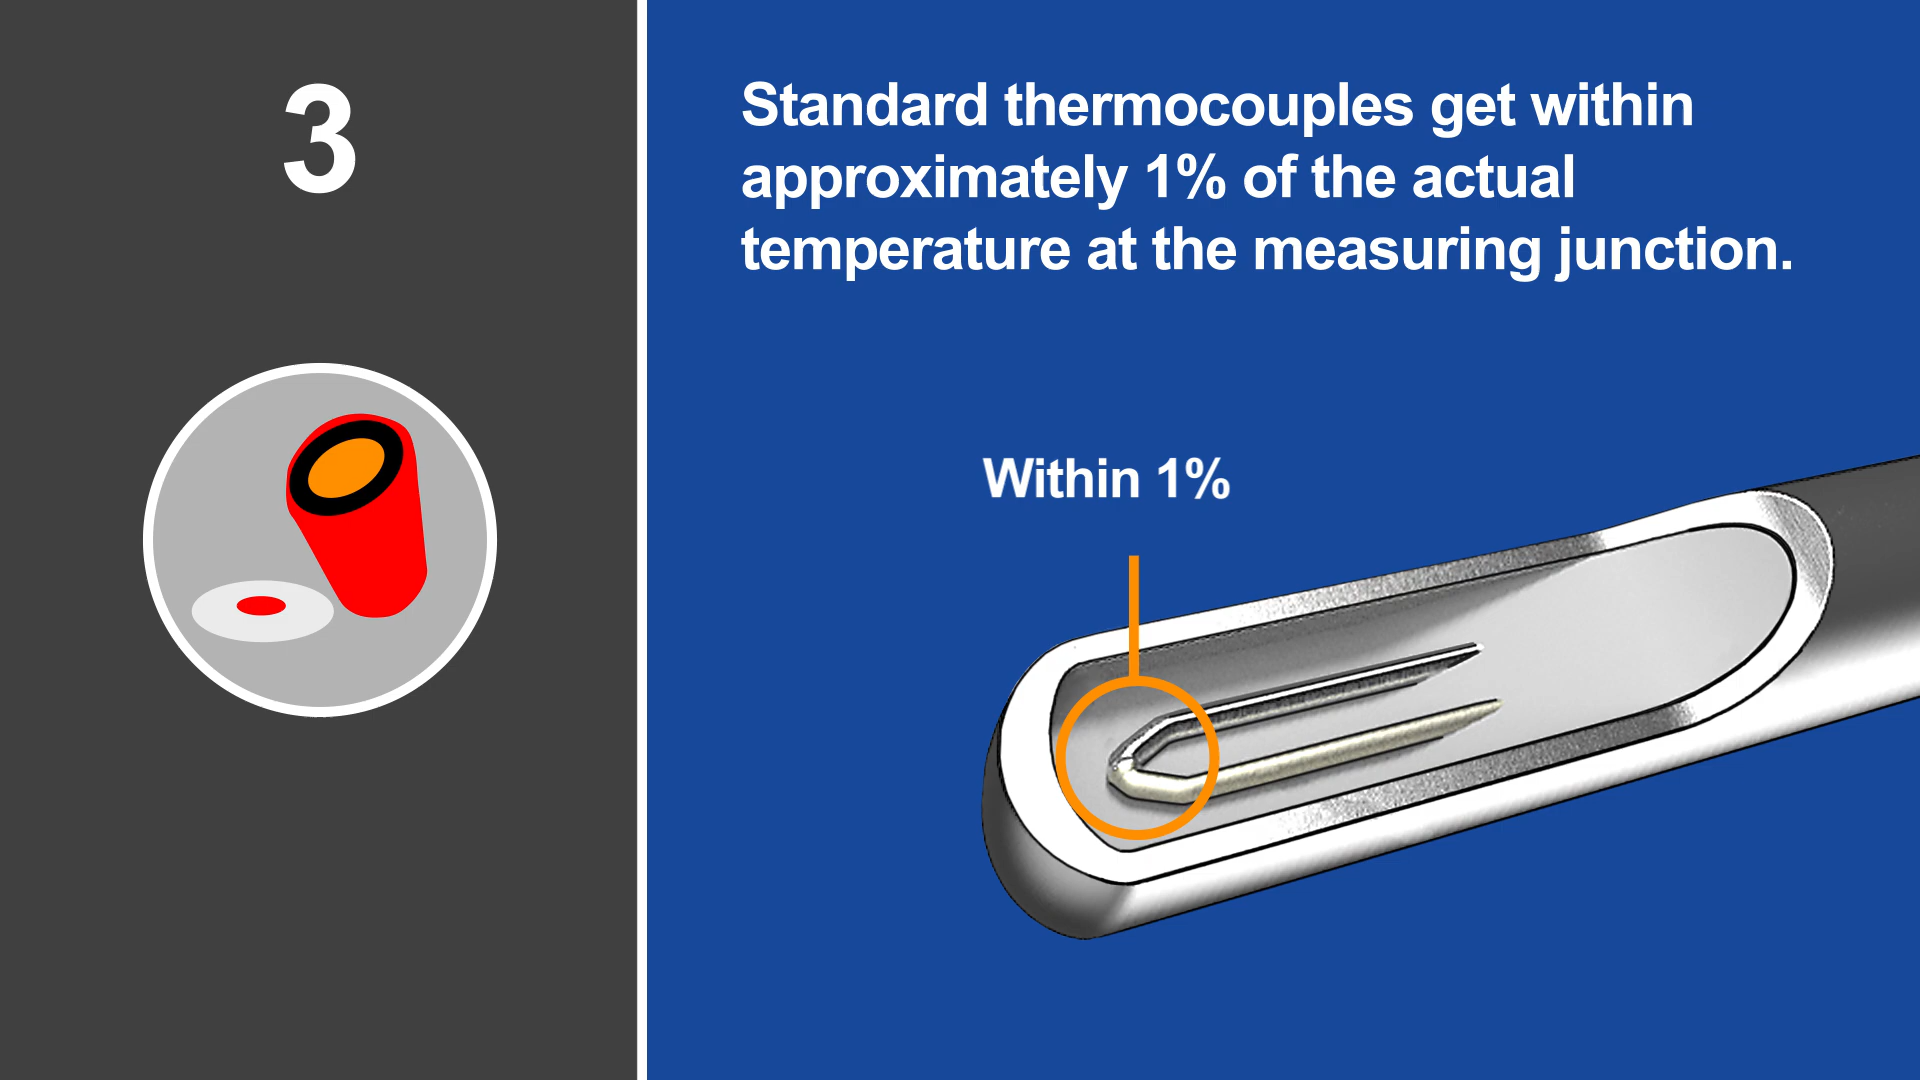 3
Standard thermocouples get within
approximately 1% of the actual
temperature at the measuring junction.
Within 1%